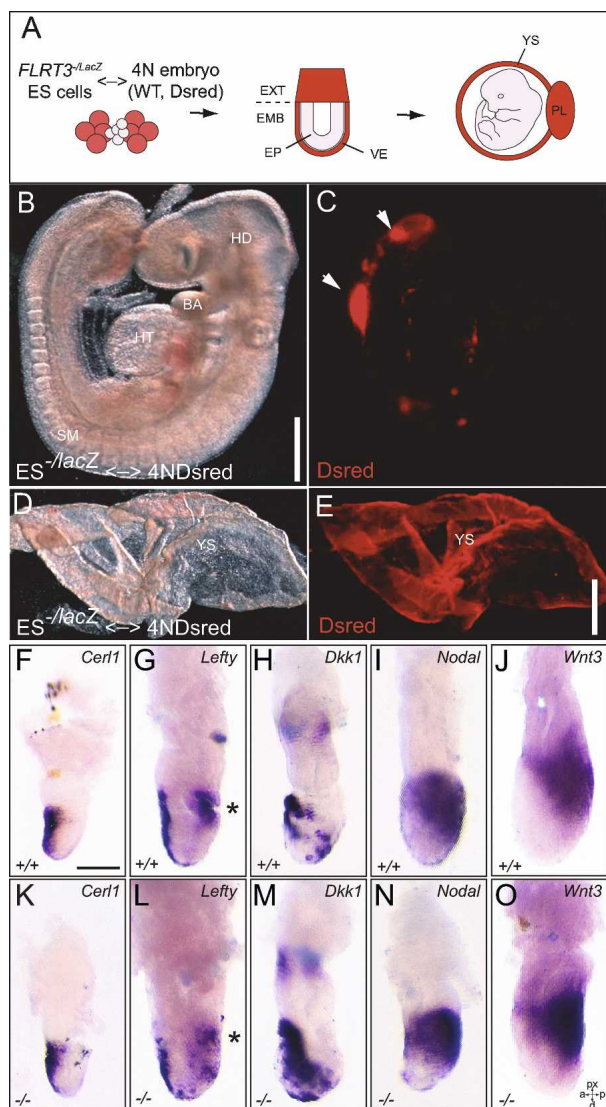 A
FLRT3-/LacZ <--> 4N embryo
ES cells (WT, Dsred)
EXT
EMB
EP
VE
YS
PL
B
HD
BA
HT
SM
ES-/lacZ <--> 4NDsred
C
Dsred
D
YS
ES-/lacZ <--> 4NDsred
E
YS
Dsred
F
Cerl1
+/+
G
Lefty
*
+/+
H
Dkk1
+/+
I
Nodal
+/+
J
Wnt3
+/+
K
Cerl1
-/-
L
Lefty
*
-/-
M
Dkk1
-/-
N
Nodal
-/-
O
Wnt3
-/-
px
a p
d